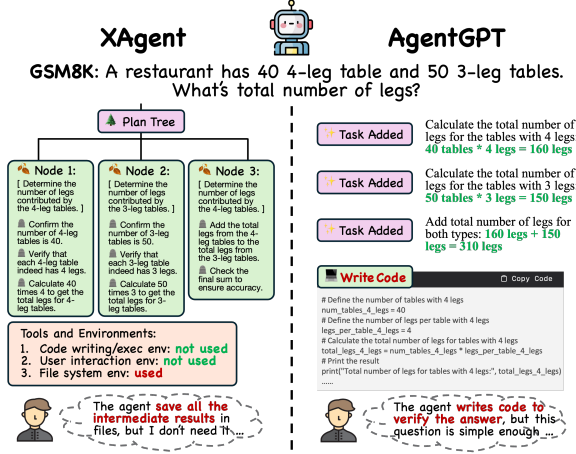 XAgent
AgentGPT
GSM8K: A restaurant has 40 4-leg table and 50 3-leg tables.
What's total number of legs?
Plan Tree
Node 1:
[ Determine the
number of legs
contributed by
the 4-leg tables. ]
Confirm the
number of 4-leg
tables is 40.
Verify that
each 4-leg table
indeed has 4 legs.
Calculate 40
times 4 to get the
total legs for 4-
leg tables.
Node 2:
[ Determine the
number of legs
contributed by
the 3-leg tables. ]
Confirm the
number of 3-leg
tables is 50.
Verify that
each 3-leg table
indeed has 3 legs.
Calculate 50
times 3 to get the
total legs for 3-
leg tables.
Node 3:
[ Determine the
number of legs
contributed by
the 4-leg tables. ]
Add the total
legs from the
4-leg tables to
the total legs
from the
3-leg tables.
Check the
final sum to
ensure accuracy.
Tools and Environments:
1. Code writing/exec env: not used
2. User interaction env: not used
3. File system env: used
The agent save all the
intermediate results in
files, but I don't need it ...
Task Added
Calculate the total number of
legs for the tables with 4 legs
40 tables * 4 legs = 160 legs
Task Added
Calculate the total number of
legs for the tables with 3 legs
50 tables * 3 legs = 150 legs
Task Added
Add total number of legs for
both types: 160 legs + 150
legs = 310 legs
Write Code
Copy Code
# Define the number of tables with 4 legs
num_tables_4_legs = 40
# Define the number of legs per table with 4 legs
legs_per_table_4_legs = 4
# Calculate the total number of legs for tables with 4 legs
total_legs_4_legs = num_tables_4_legs * legs_per_table_4_legs
# Print the result
print("Total number of legs for tables with 4 legs:", total_legs_4_legs)
......
The agent writes code to
verify the answer, but this
question is simple enough ...